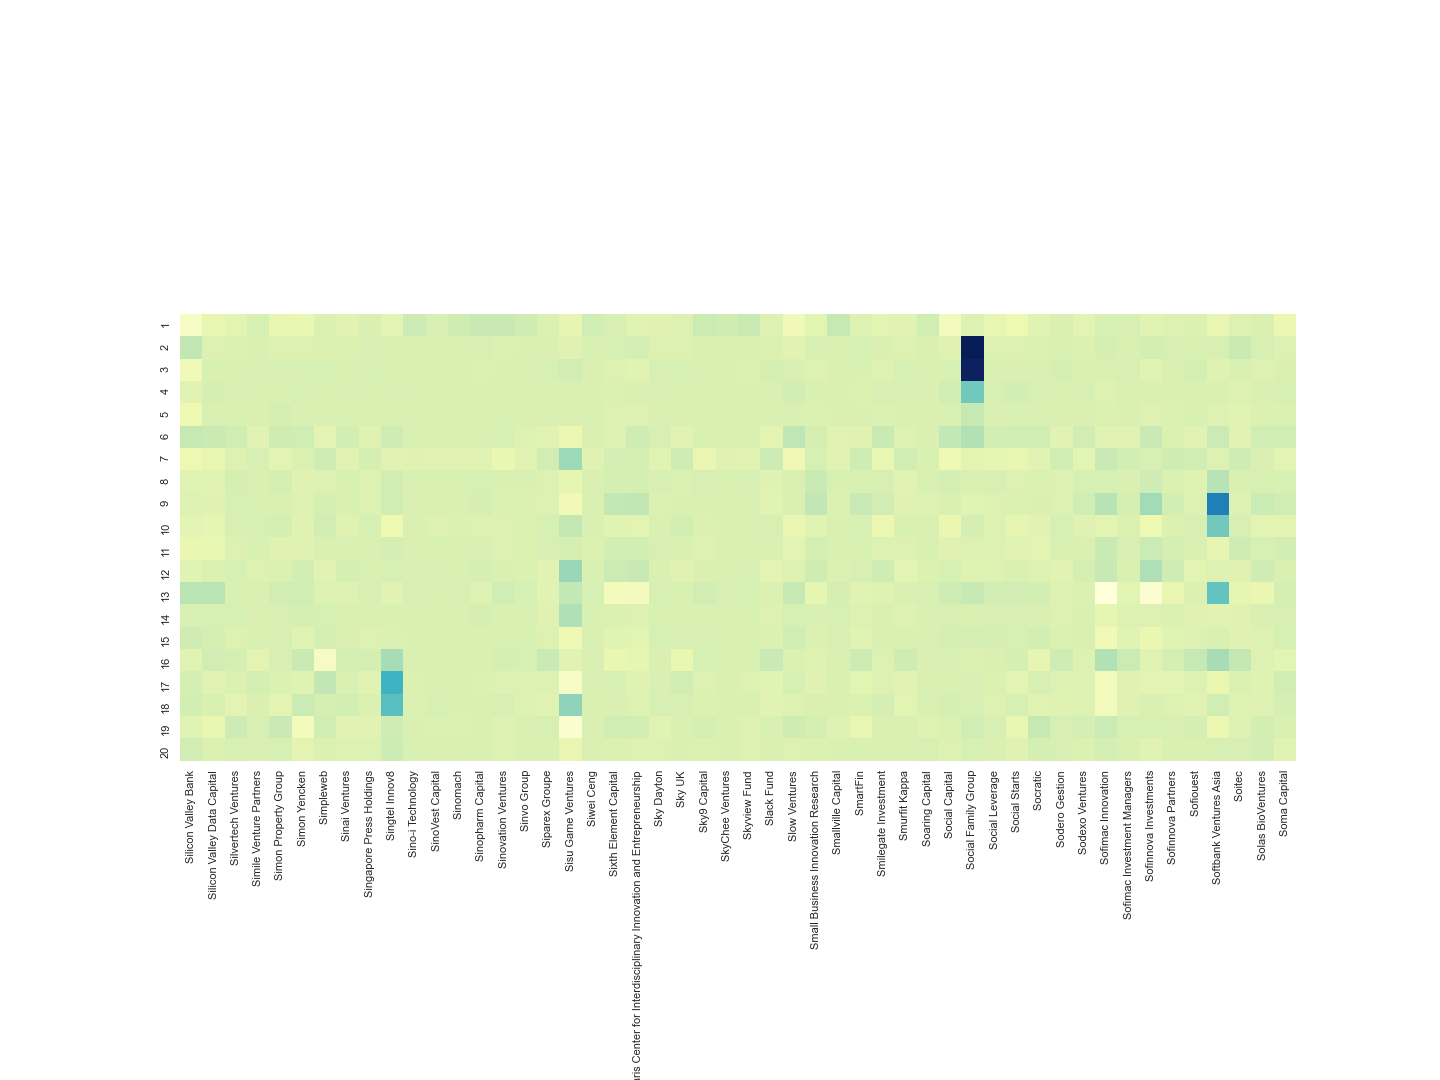 1
2
3
4
5
6
7
8
9
10
11
12
13
14
15
16
17
18
19
20
Silicon Valley Bank
Silicon Valley Data Capital
Silvertech Ventures
Simile Venture Partners
Simon Property Group
Simon Yencken
Simpleweb
Sinai Ventures
Singapore Press Holdings
Singtel Innov8
Sino-i Technology
SinoVest Capital
Sinomach
Sinopharm Capital
Sinovation Ventures
Sinvo Group
Siparex Groupe
Sisu Game Ventures
Siwei Ceng
Sixth Element Capital
Center for Interdisciplinary Innovation and Entrepreneurship
Sky Dayton
Sky UK
Sky9 Capital
SkyChee Ventures
Skyview Fund
Slack Fund
Slow Ventures
Small Business Innovation Research
Smallville Capital
SmartFin
Smilegate Investment
Smurfit Kappa
Soaring Capital
Social Capital
Social Family Group
Social Leverage
Social Starts
Socratic
Sodero Gestion
Sodexo Ventures
Sofimac Innovation
Sofimac Investment Managers
Sofinnova Investments
Sofinnova Partners
Sofiouest
Softbank Ventures Asia
Soitec
Solas BioVentures
Soma Capital